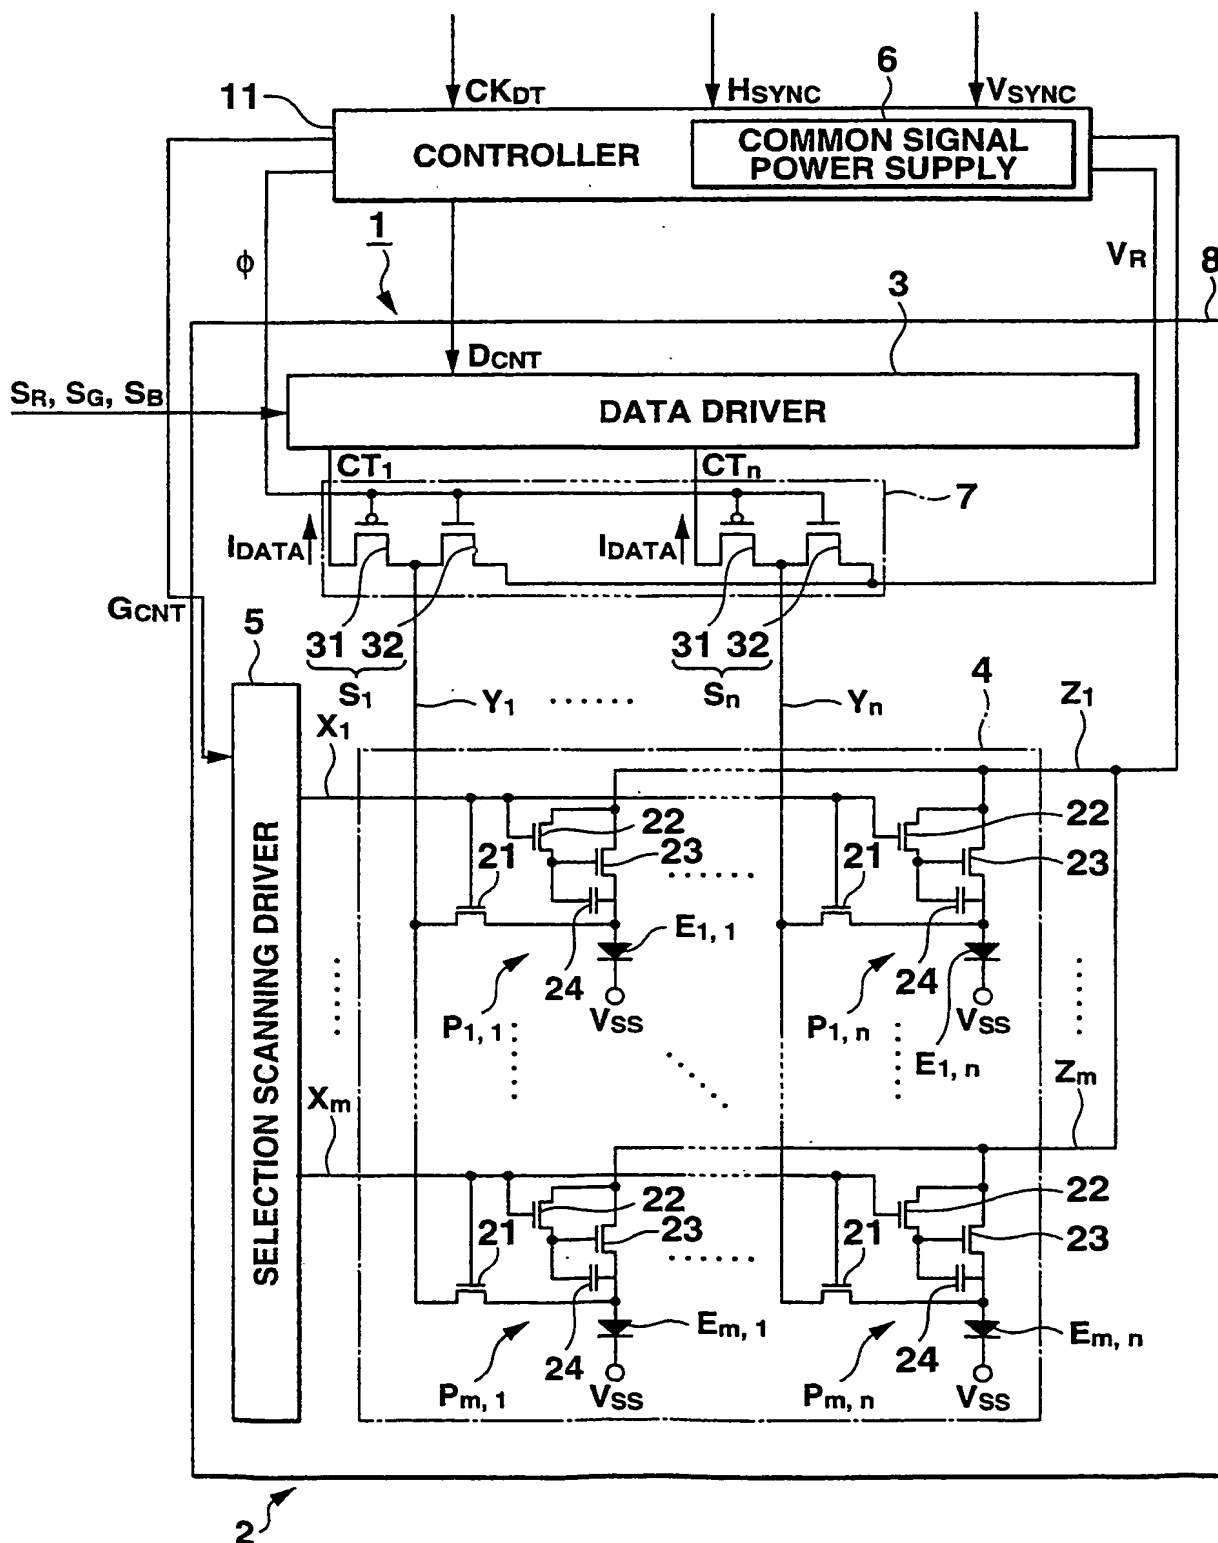 6
11
CKDT
HSYNC
VSYNC
CONTROLLER
COMMON SIGNAL
POWER SUPPLY
1
ϕ
VR
8
3
DCNT
SR, SG, SB
DATA DRIVER
CT1
CTn
7
IDATA
IDATA
GCNT
5
31 32
31 32
S1
Sn
4
Y1
Yn
Z1
X1
SELECTION SCANNING DRIVER
22
22
21
23
21
23
E1, 1
24
24
P1, 1
VSS
P1, n
VSS
E1, n
Zm
Xm
22
22
21
23
21
23
Em, 1
Em, n
24
24
Pm, 1
VSS
Pm, n
VSS
2